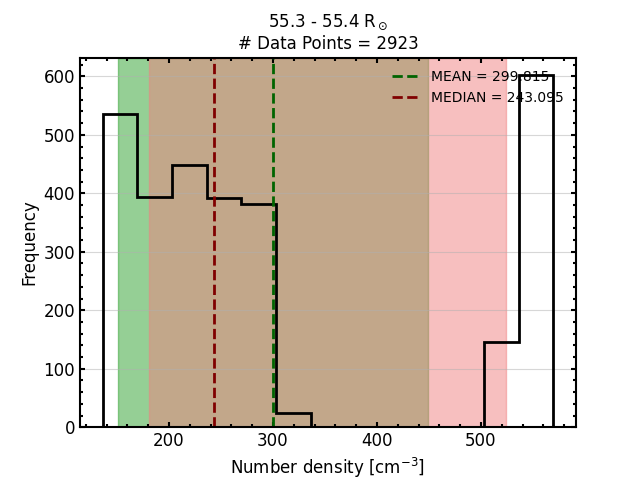 55.3 - 55.4 R⊙
# Data Points = 2923
MEAN = 299.815
MEDIAN = 243.095
600
500
400
300
200
100
0
Frequency
200 300 400 500
Number density [cm⁻³]